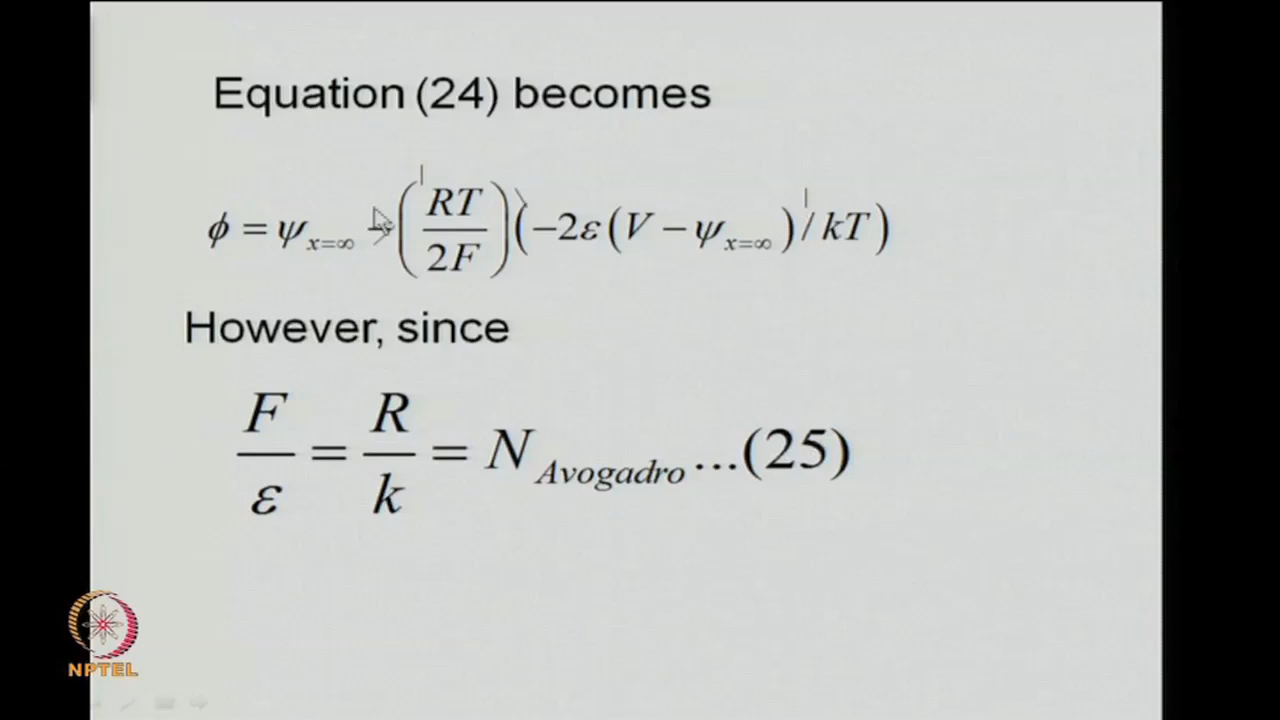 Equation (24) becomes
ϕ = ψ_{x=∞} - (RT/2F)(−2ε(V − ψ_{x=∞})/kT)
However, since
F/ε = R/k = N_{Avogadro}...(25)
NPTEL